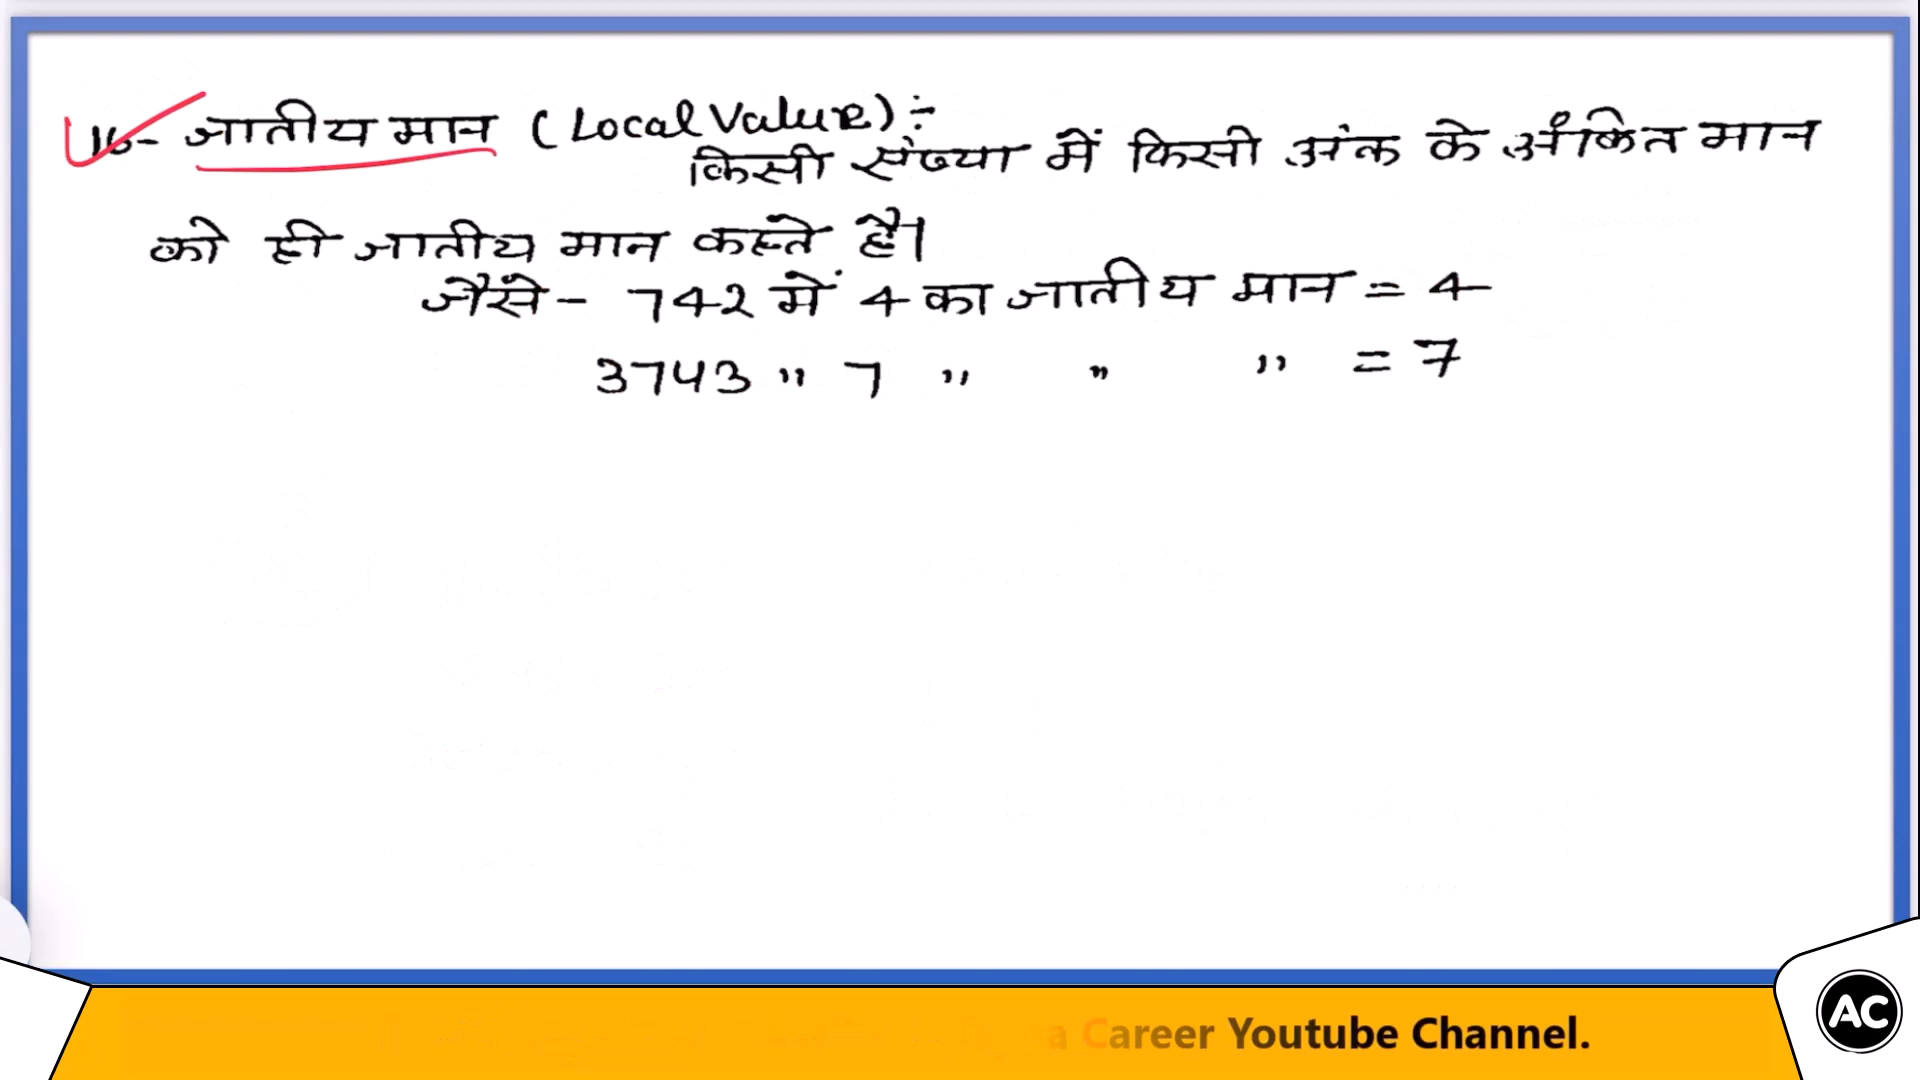 16- जातीय मान (Local Value) :-
किसी संख्या में किसी अंक के अंकित मान
को ही जातीय मान कहते है।
जैसे - 742 में 4 का जातीय मान = 4
3743 " 7 " " " = 7
a Career Youtube Channel.
AC